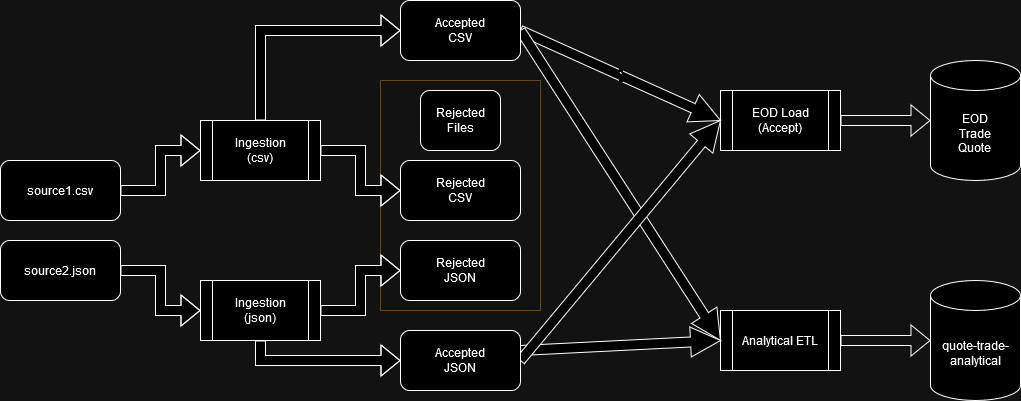 Accepted
CSV
Rejected
Files
EOD Load
(Accept)
EOD
Trade
Quote
Ingestion
(csv)
source1.csv
Rejected
CSV
source2.json
Rejected
JSON
Ingestion
(json)
Accepted
JSON
Analytical ETL
quote-trade-
analytical